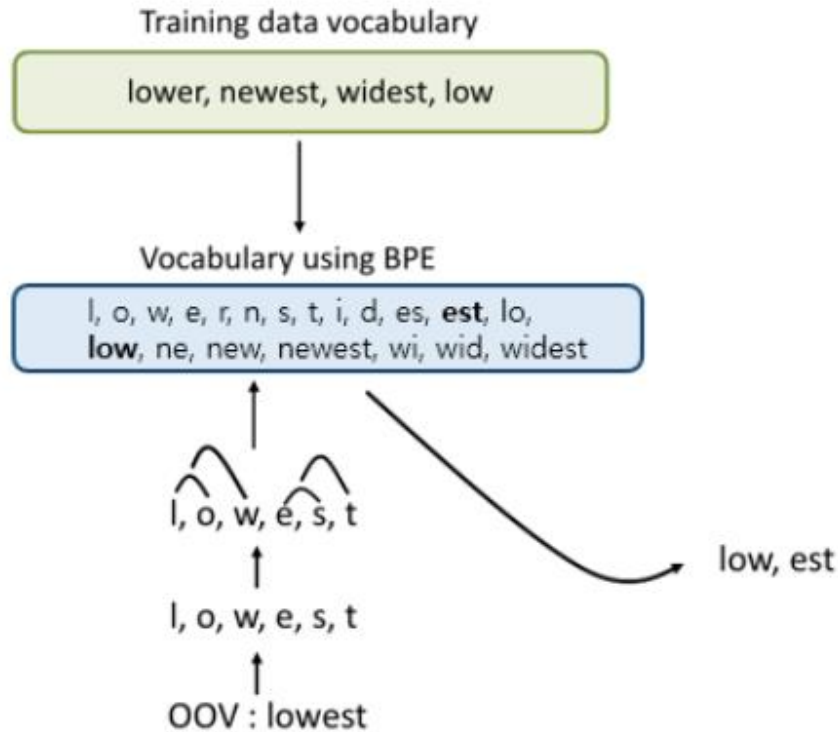 Training data vocabulary
lower, newest, widest, low
Vocabulary using BPE
l, o, w, e, r, n, s, t, i, d, es, est, lo,
low, ne, new, newest, wi, wid, widest
l, o, w, e, s, t
low, est
l, o, w, e, s, t
OOV : lowest